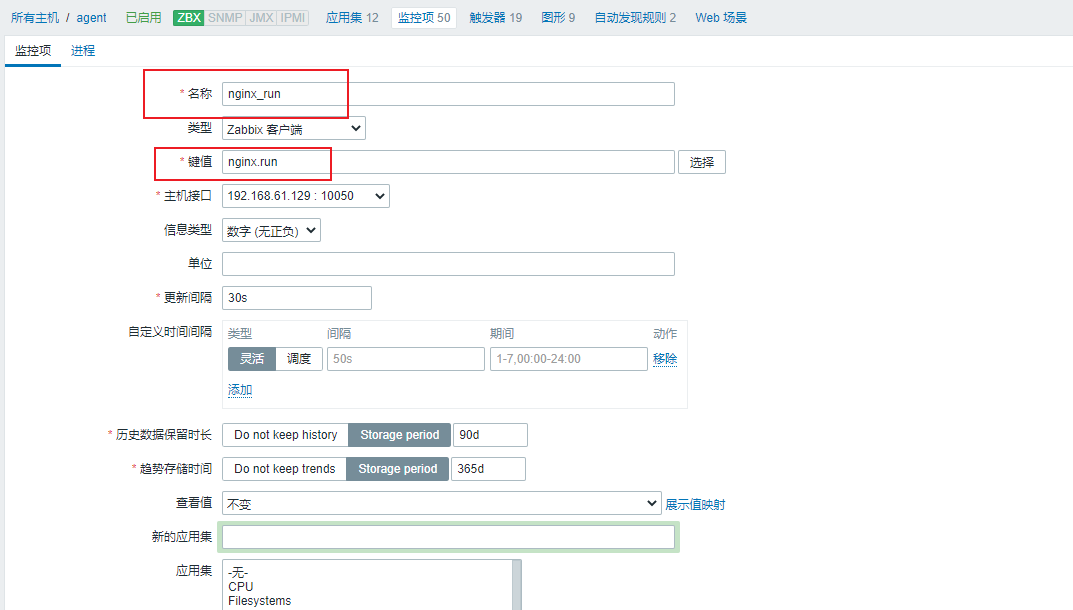 所有主机 / agent 已启用 ZBX SNMP JMX IPMI 应用集 12 监控项 50 触发器 19 图形 9 自动发现规则 2 Web 场景
监控项 进程
* 名称 nginx_run
类型 Zabbix 客户端
* 键值 nginx.run 选择
* 主机接口 192.168.61.129 : 10050
信息类型 数字 (无正负)
单位
* 更新间隔 30s
自定义时间间隔 类型 间隔 期间 动作
灵活 调度 50s 1-7,00:00-24:00 移除
添加
* 历史数据保留时长 Do not keep history Storage period 90d
* 趋势存储时间 Do not keep trends Storage period 365d
查看值 不变 展示值映射
新的应用集
应用集 -无-
CPU
Filesystems